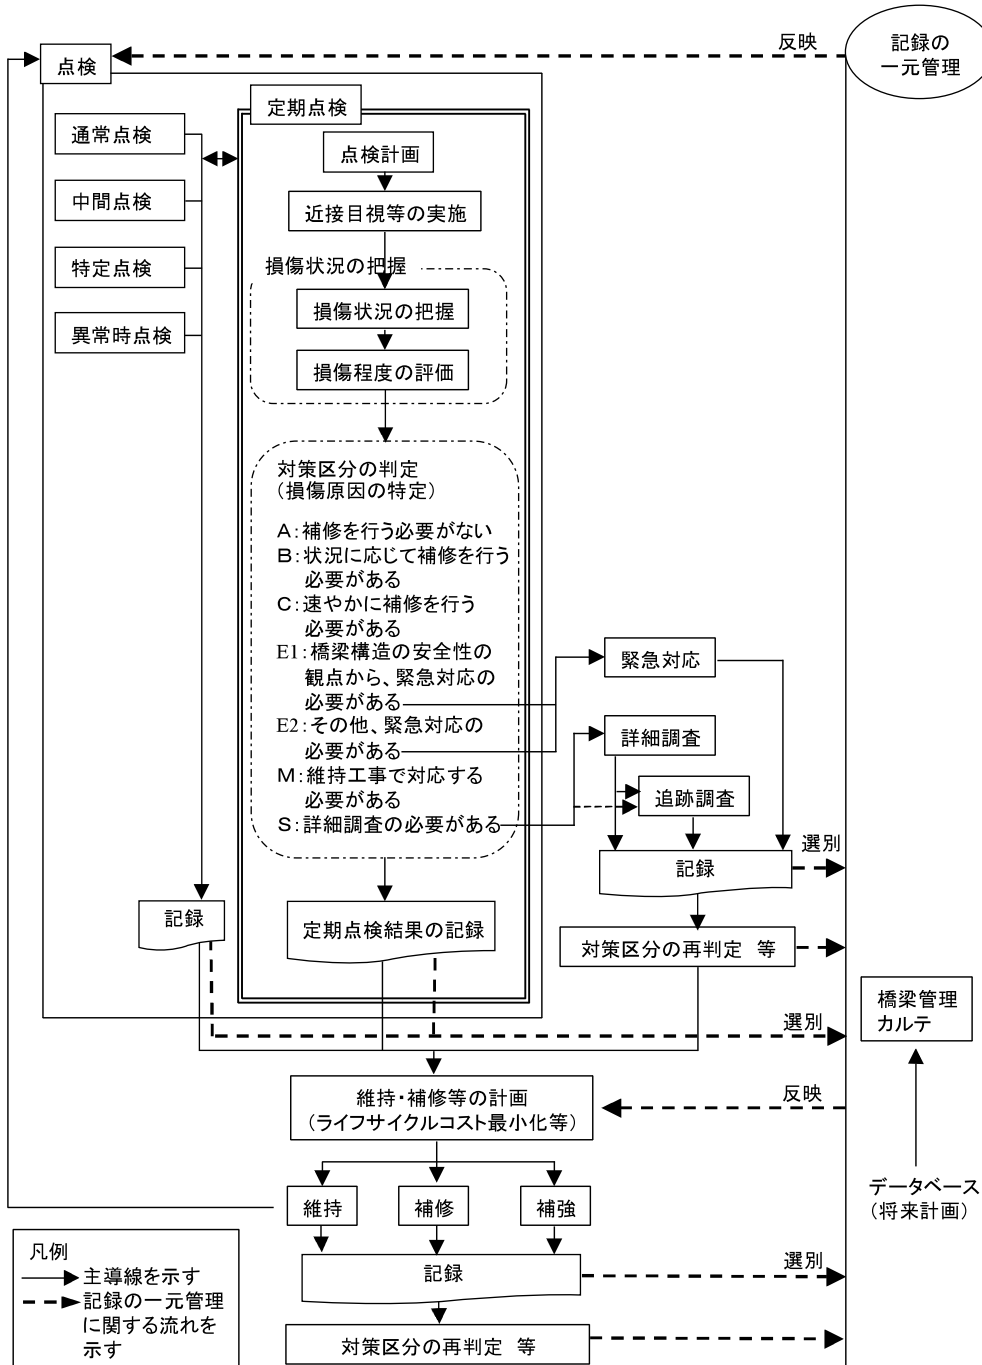 反映
記録の
一元管理
点検
定期点検
通常点検
中間点検
特定点検
異常時点検
点検計画
近接目視等の実施
損傷状況の把握
損傷状況の把握
損傷程度の評価
対策区分の判定
（損傷原因の特定）
A：補修を行う必要がない
B：状況に応じて補修を行う
必要がある
C：速やかに補修を行う
必要がある
E1：橋梁構造の安全性の
観点から、緊急対応の
必要がある
E2：その他、緊急対応の
必要がある
M：維持工事で対応する
必要がある
S：詳細調査の必要がある
緊急対応
詳細調査
追跡調査
選別
記録
記録
定期点検結果の記録
対策区分の再判定 等
橋梁管理
カルテ
選別
維持・補修等の計画
（ライフサイクルコスト最小化等）
反映
データベース
（将来計画）
維持
補修
補強
選別
記録
対策区分の再判定 等
凡例
主導線を示す
記録の一元管理
に関する流れを
示す